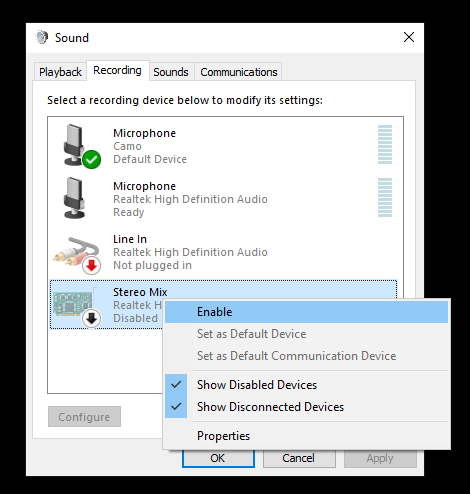 Sound
Playback Recording Sounds Communications
Select a recording device below to modify its settings:
Microphone
Camo
Default Device
Microphone
Realtek High Definition Audio
Ready
Line In
Realtek High Definition Audio
Not plugged in
Stereo Mix
Realtek H
Disabled
Enable
Set as Default Device
Set as Default Communication Device
Show Disabled Devices
Show Disconnected Devices
Properties
Configure
OK Cancel Apply